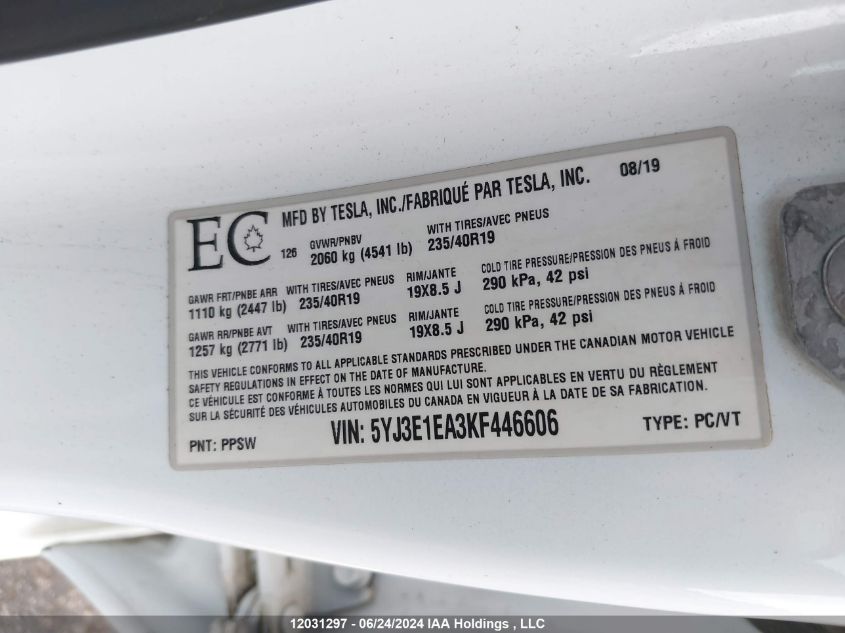 EC
MFD BY TESLA, INC./FABRIQUÉ PAR TESLA, INC. 08/19
126 GVWR/PNBV WITH TIRES/AVEC PNEUS
2060 kg (4541 lb) 235/40R19
GAWR FRT/PNBE ARR WITH TIRES/AVEC PNEUS RIM/JANTE COLD TIRE PRESSURE/PRESSION DES PNEUS À FROID
1110 kg (2447 lb) 235/40R19 19X8.5 J 290 kPa, 42 psi
GAWR RR/PNBE AVT WITH TIRES/AVEC PNEUS RIM/JANTE COLD TIRE PRESSURE/PRESSION DES PNEUS À FROID
1257 kg (2771 lb) 235/40R19 19X8.5 J 290 kPa, 42 psi
THIS VEHICLE CONFORMS TO ALL APPLICABLE STANDARDS PRESCRIBED UNDER THE CANADIAN MOTOR VEHICLE
SAFETY REGULATIONS IN EFFECT ON THE DATE OF MANUFACTURE.
CE VÉHICULE EST CONFORME À TOUTES LES NORMES QUI LUI SONT APPLICABLES EN VERTU DU RÈGLEMENT
SUR LA SÉCURITÉ DES VÉHICULES AUTOMOBILES DU CANADA EN VIGUEUR À LA DATE DE SA FABRICATION.
PNT: PPSW VIN: 5YJ3E1EA3KF446606 TYPE: PC/VT
12031297 - 06/24/2024 IAA Holdings , LLC